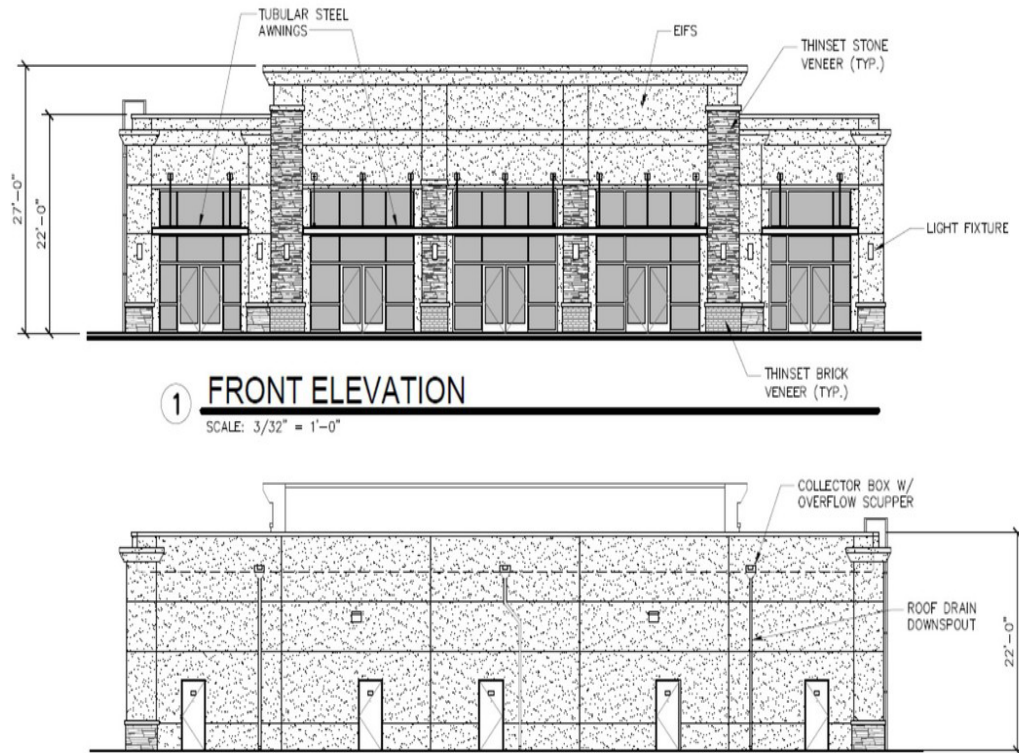 TUBULAR STEEL
AWNINGS
EIFS
THINSET STONE
VENEER (TYP.)
27'-0"
22'-0"
LIGHT FIXTURE
THINSET BRICK
VENEER (TYP.)
1 FRONT ELEVATION
SCALE: 3/32" = 1'-0"
COLLECTOR BOX W/
OVERFLOW SCUPPER
ROOF DRAIN
DOWNSPOUT
22'-0"